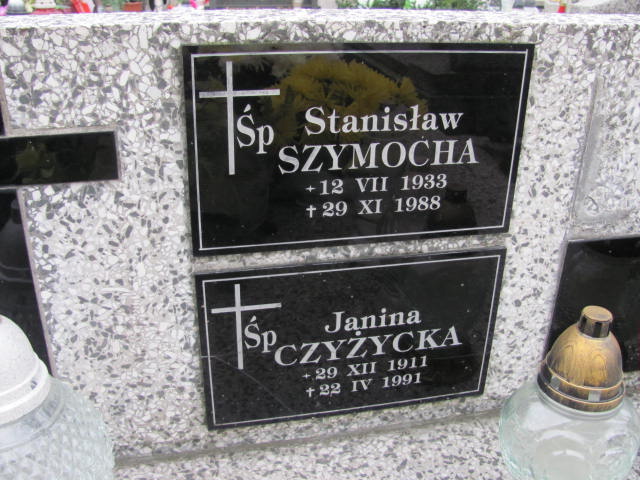 Śp Stanisław
SZYMOCHA
+ 12 VII 1933
✝ 29 XI 1988
Śp Janina
CZYŻYCKA
+ 29 XII 1911
✝ 22 IV 1991